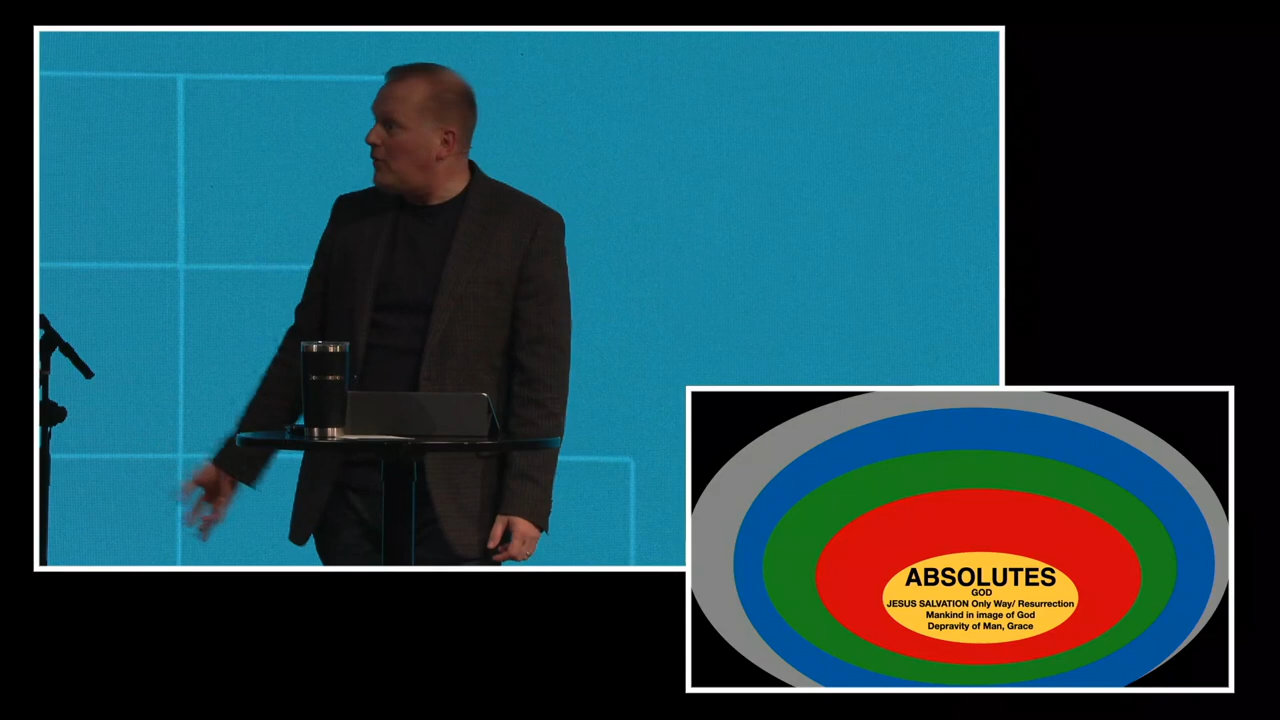 ABSOLUTES
GOD
JESUS SALVATION Only Way/ Resurrection
Mankind in image of God
Depravity of Man, Grace